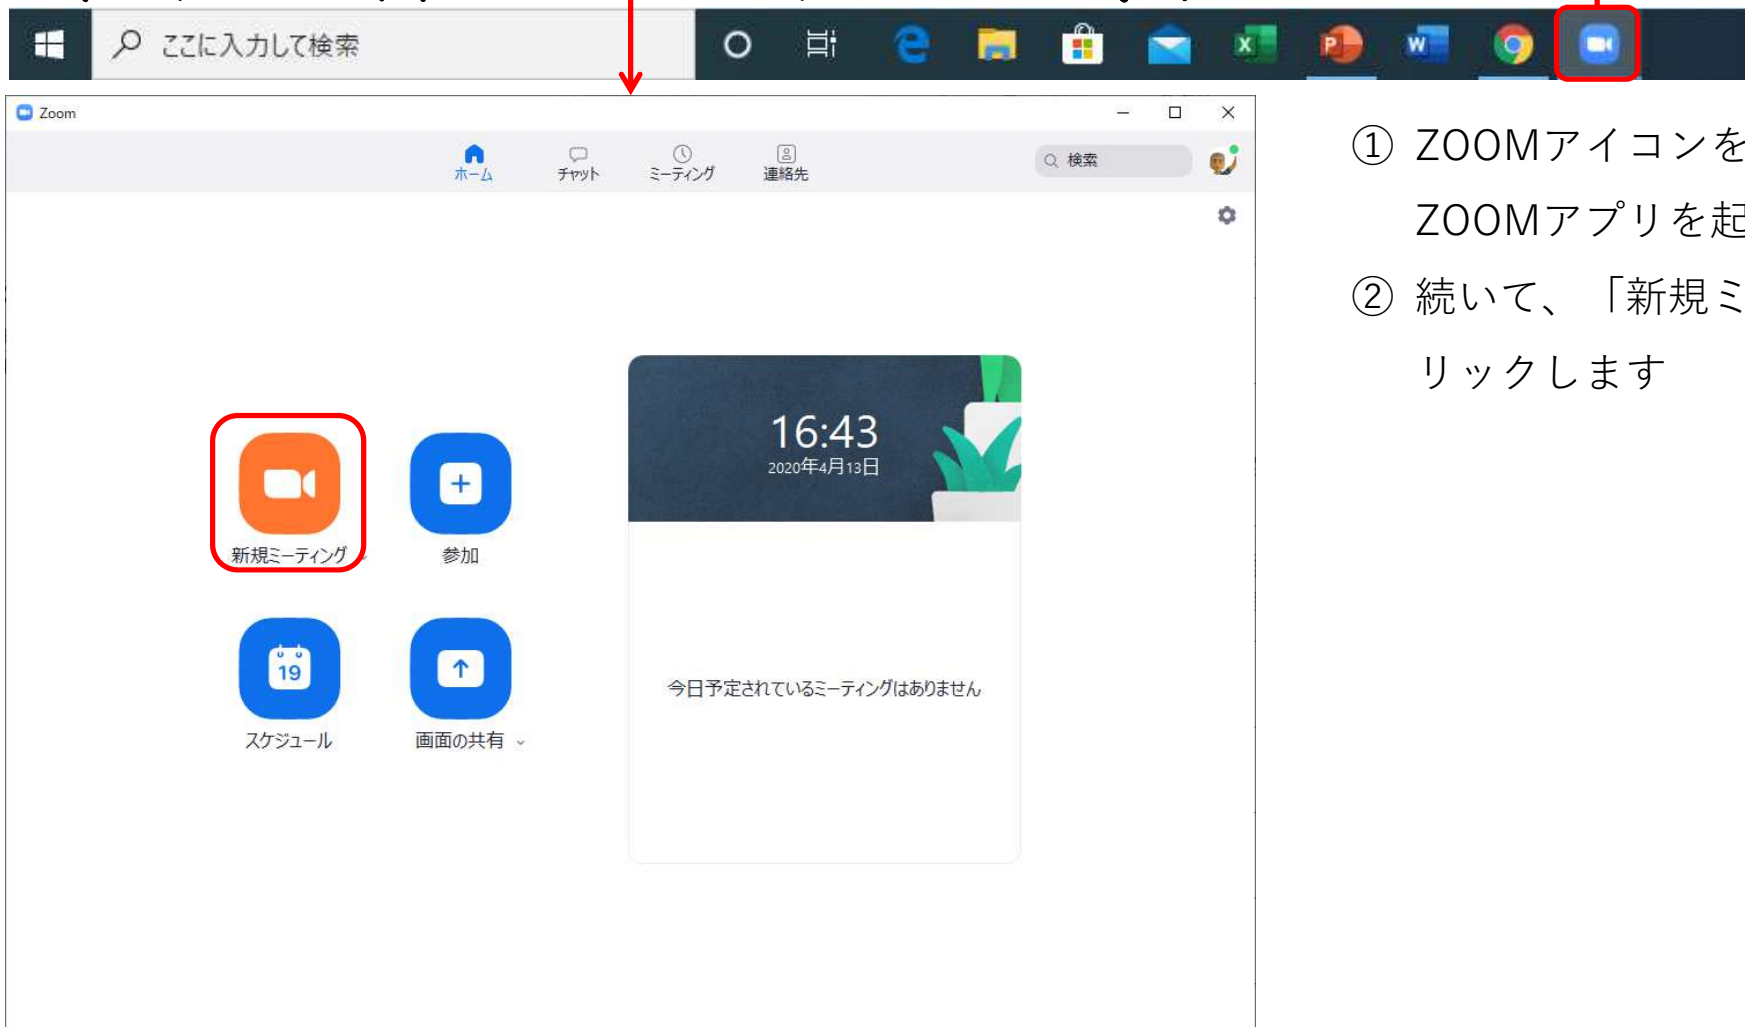 ここに入力して検索
Zoom
ホーム
チャット
ミーティング
連絡先
検索
① ZOOMアイコンを
ZOOMアプリを起
② 続いて、「新規ミ
リックします
16:43
2020年4月13日
新規ミーティング
参加
19
スケジュール
画面の共有
今日予定されているミーティングはありません